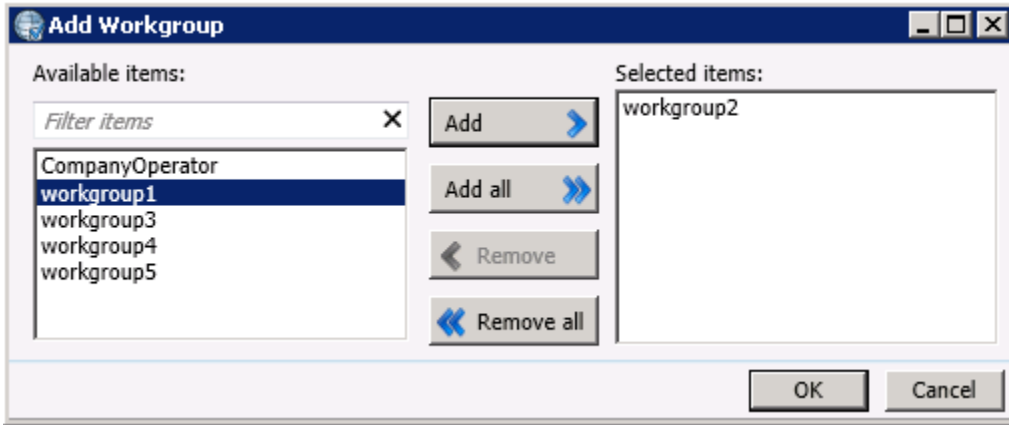 Add Workgroup
Available items:
Filter items
CompanyOperator
workgroup1
workgroup3
workgroup4
workgroup5
Add
Add all
Remove
Remove all
Selected items:
workgroup2
OK
Cancel